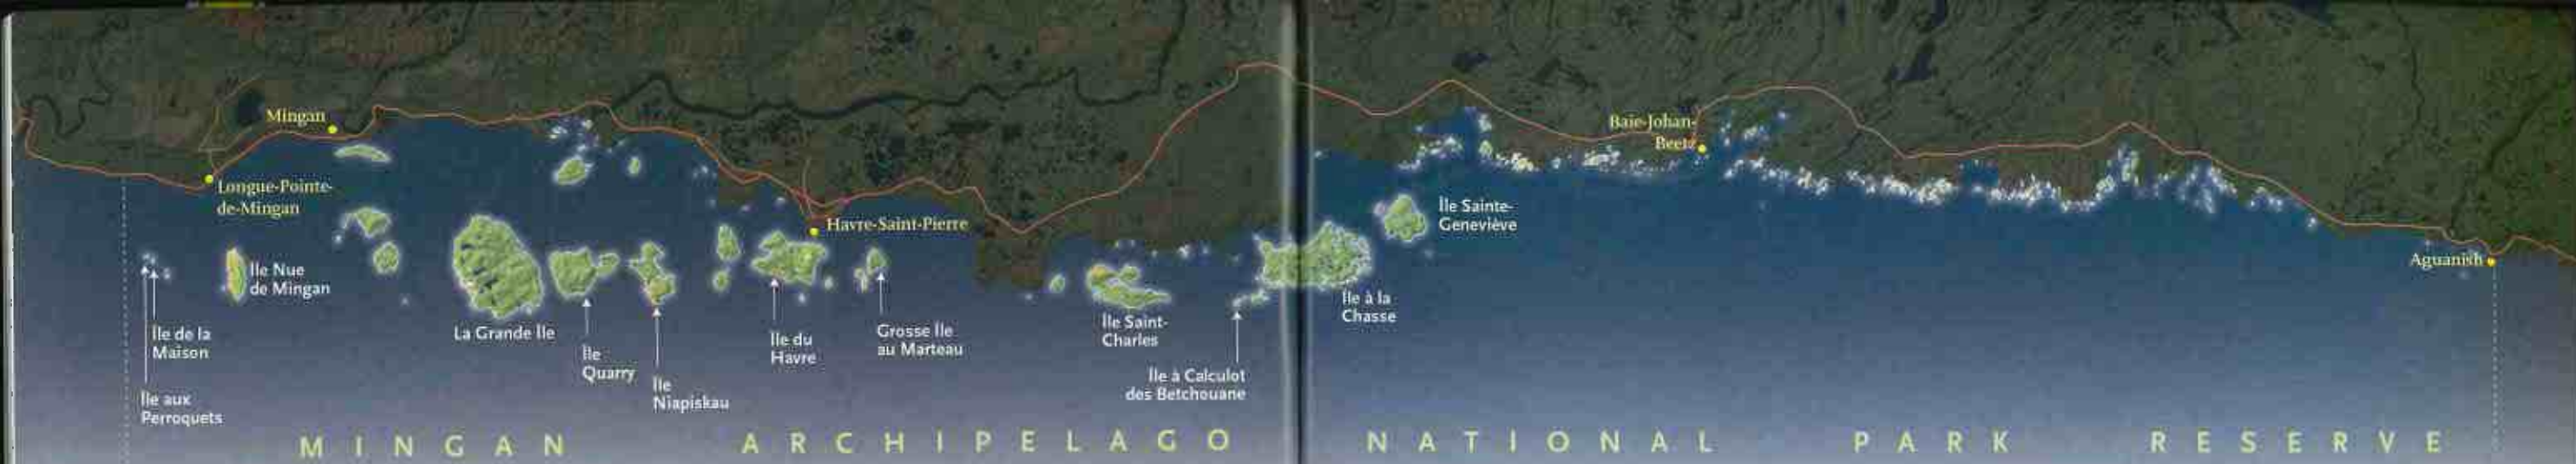 Mingan
Longue-Pointe-
de-Mingan
Havre-Saint-Pierre
Baie-Johan-
Beetz
Aguanish
Île Nue
de Mingan
Île de la
Maison
Île aux
Perroquets
La Grande Île
Île
Quarry
Île
Niapiskau
Île du
Havre
Grosse Île
au Marteau
Île Saint-
Charles
Île à Calculot
des Betchouane
Île à la
Chasse
Île Sainte-
Geneviève
MINGAN ARCHIPELAGO NATIONAL PARK RESERVE